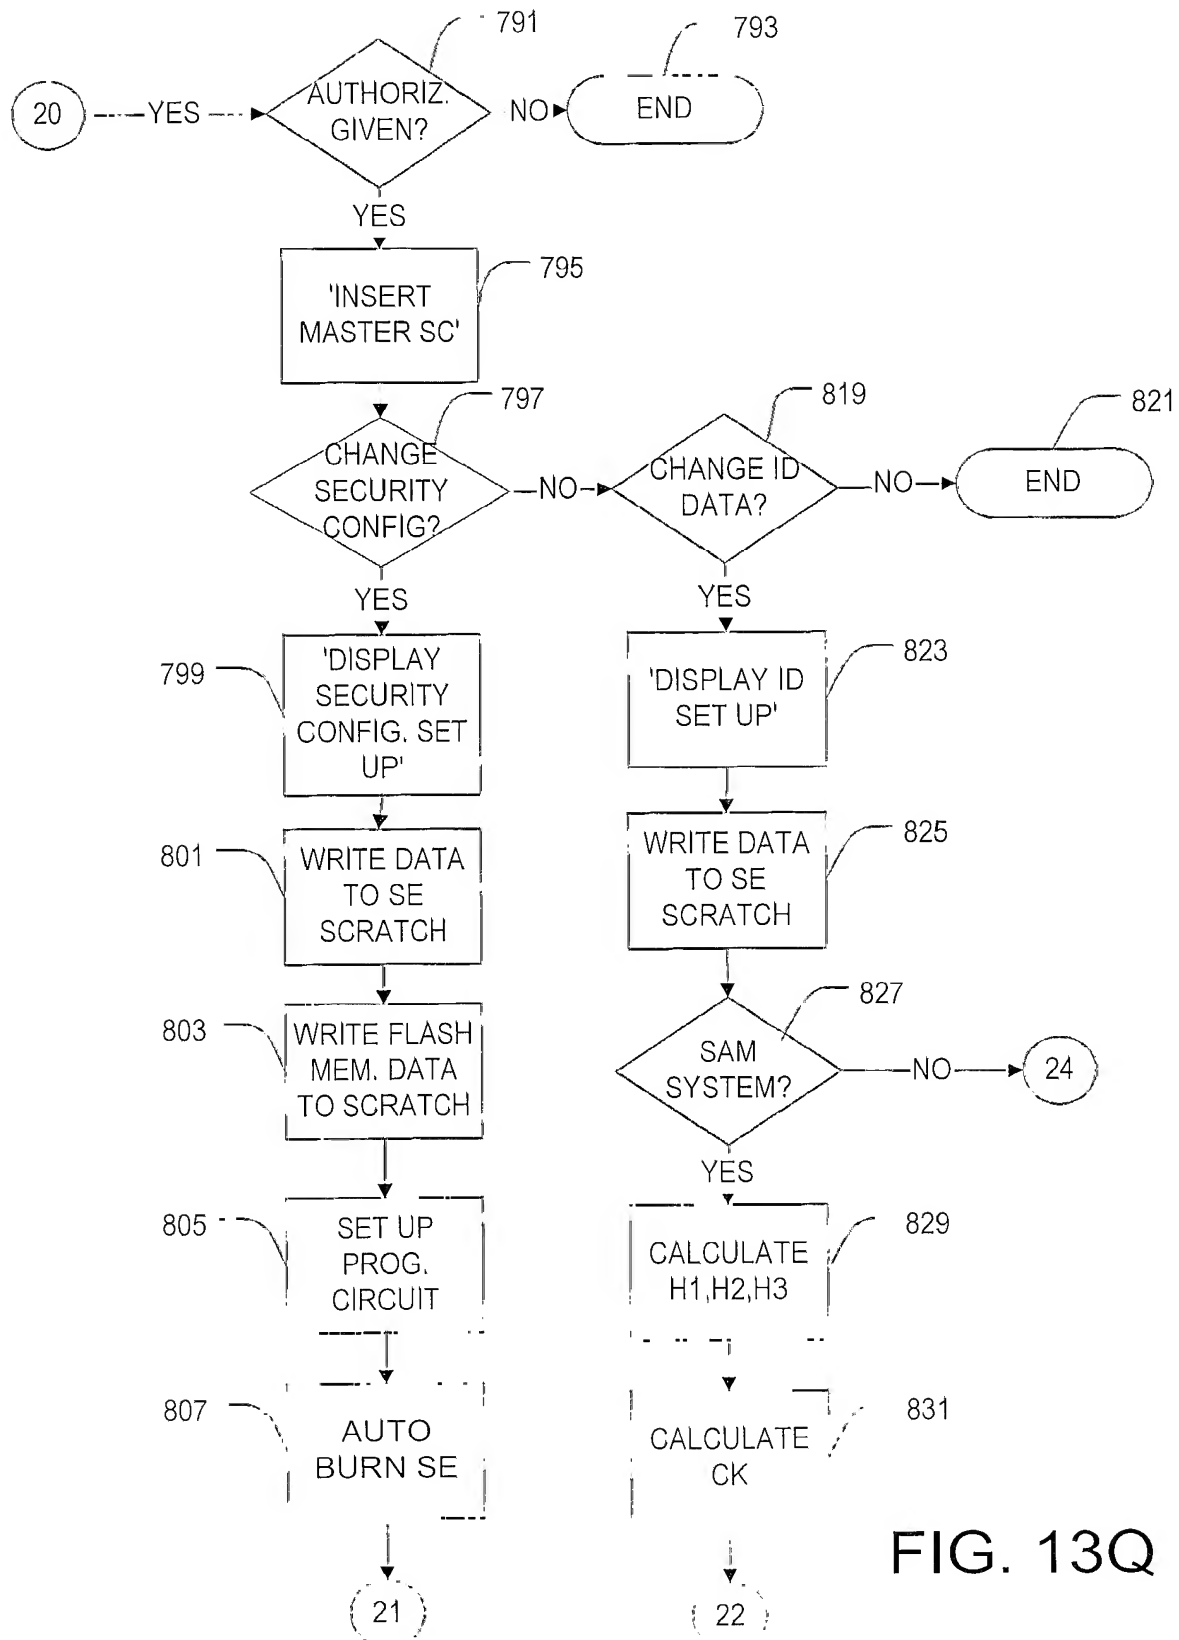 791
793
20
YES
AUTHORIZ.
GIVEN?
NO
END
YES
795
'INSERT
MASTER SC'
797
819
821
CHANGE
SECURITY
CONFIG?
NO
CHANGE ID
DATA?
NO
END
YES
YES
799
'DISPLAY
SECURITY
CONFIG. SET
UP'
823
'DISPLAY ID
SET UP'
801
WRITE DATA
TO SE
SCRATCH
825
WRITE DATA
TO SE
SCRATCH
803
WRITE FLASH
MEM. DATA
TO SCRATCH
827
SAM
SYSTEM?
NO
24
YES
805
SET UP
PROG.
CIRCUIT
829
CALCULATE
H1,H2,H3
807
AUTO
BURN SE
831
CALCULATE
CK
21
22
FIG. 13Q